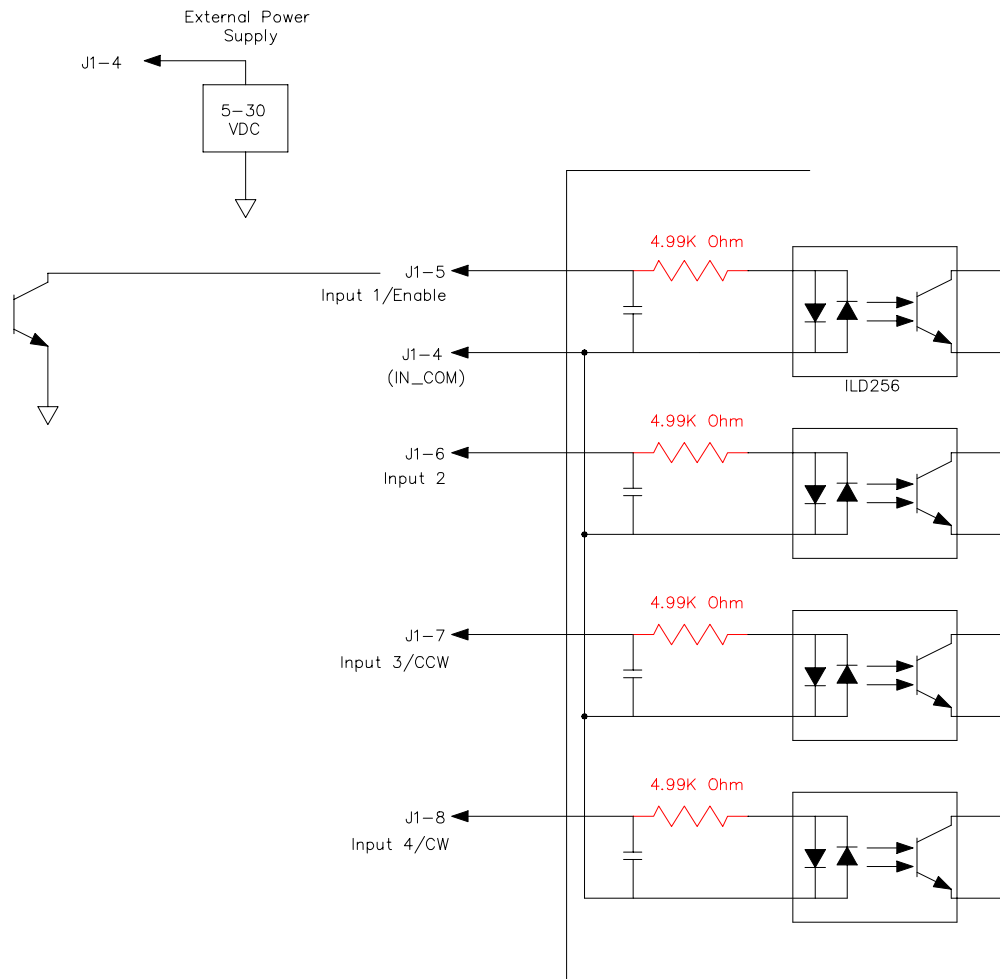 External Power
Supply
J1-4
5-30
VDC
4.99K Ohm
J1-5
Input 1/Enable
J1-4
(IN_COM)
ILD256
4.99K Ohm
J1-6
Input 2
4.99K Ohm
J1-7
Input 3/CCW
4.99K Ohm
J1-8
Input 4/CW